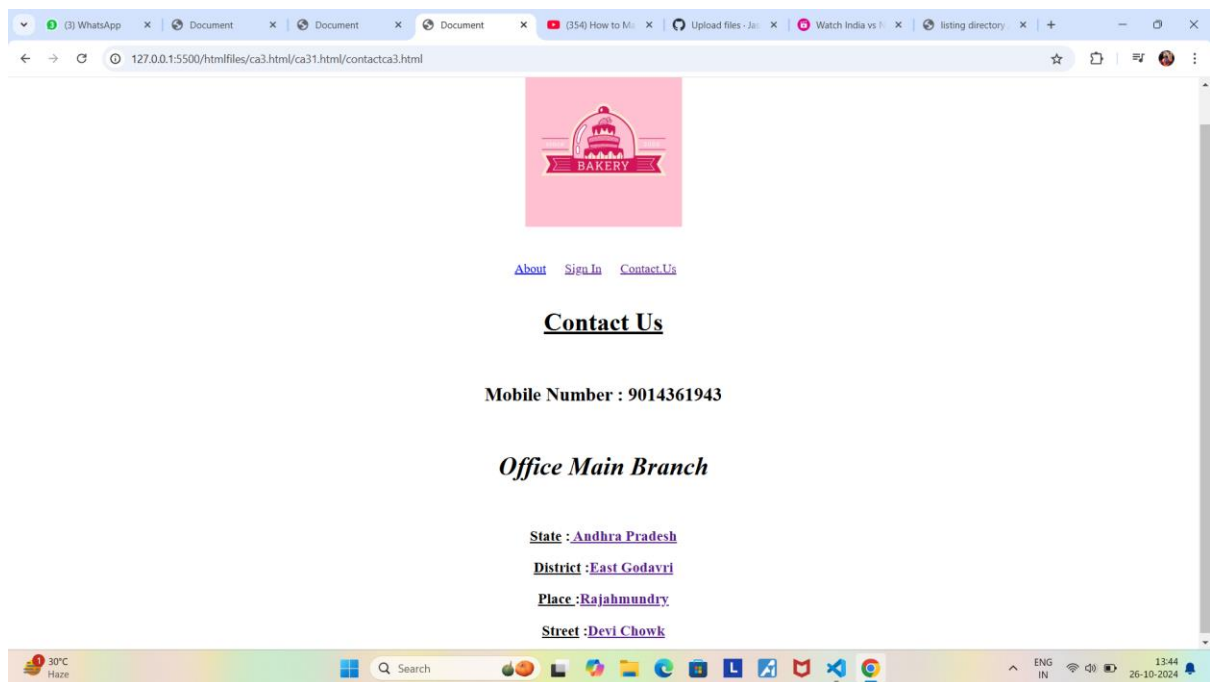 (3) WhatsApp
Document
Document
Document
(354) How to Ma
Upload files · Jas
Watch India vs N
listing directory
127.0.0.1:5500/htmlfiles/ca3.html/ca31.html/contactca3.html
BAKERY
About Sign In Contact.Us
Contact Us
Mobile Number : 9014361943
Office Main Branch
State : Andhra Pradesh
District :East Godavri
Place :Rajahmundry
Street :Devi Chowk
1
30°C
Haze
Search
L
ENG
IN
13:44
26-10-2024